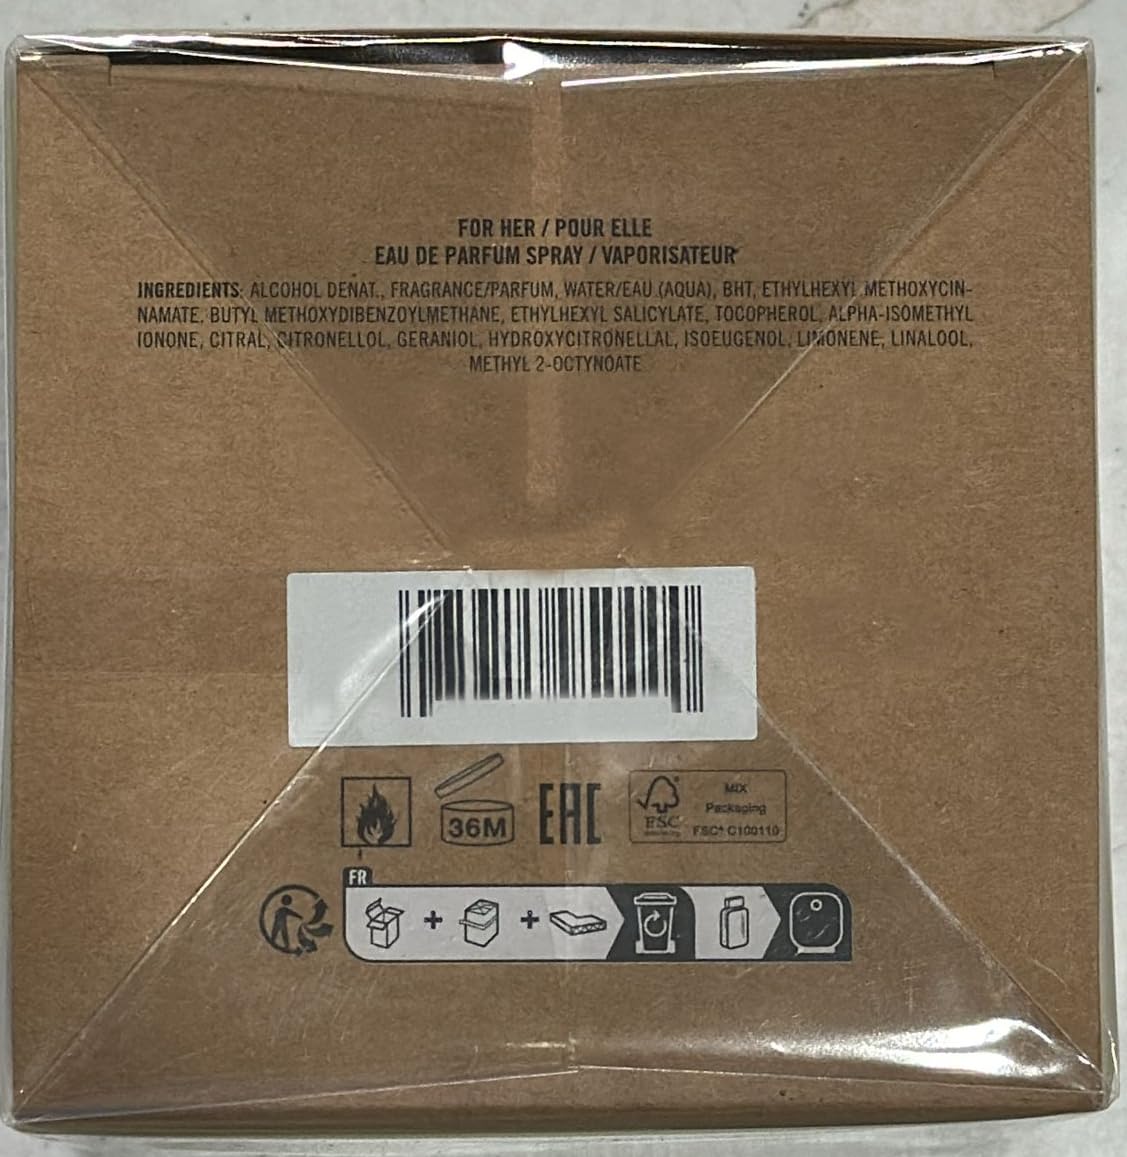 FOR HER / POUR ELLE
EAU DE PARFUM SPRAY / VAPORISATEUR
INGREDIENTS: ALCOHOL DENAT., FRAGRANCE/PARFUM, WATER/EAU (AQUA), BHT, ETHYLHEXYL METHOXYCIN-
NAMATE, BUTYL METHOXYDIBENZOYLMETHANE, ETHYLHEXYL SALICYLATE, TOCOPHEROL, ALPHA-ISOMETHYL
IONONE, CITRAL, CITRONELLOL, GERANIOL, HYDROXYCITRONELLAL, ISOEUGENOL, LIMONENE, LINALOOL,
METHYL 2-OCTYNOATE
36M
EAC
FSC
MIX
Packaging
FSC® C100110
FR